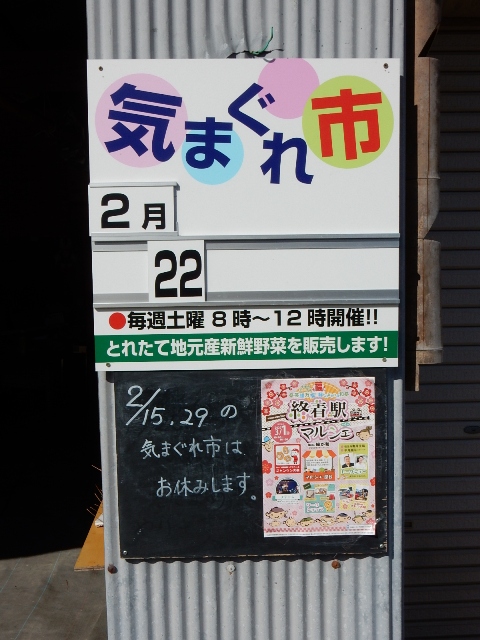 気まぐれ市
2月
22
●毎週土曜8時～12時開催!!
とれたて地元産新鮮野菜を販売します!
2/15.29の
気まぐれ市は
お休みします。
終着駅
マルシェ